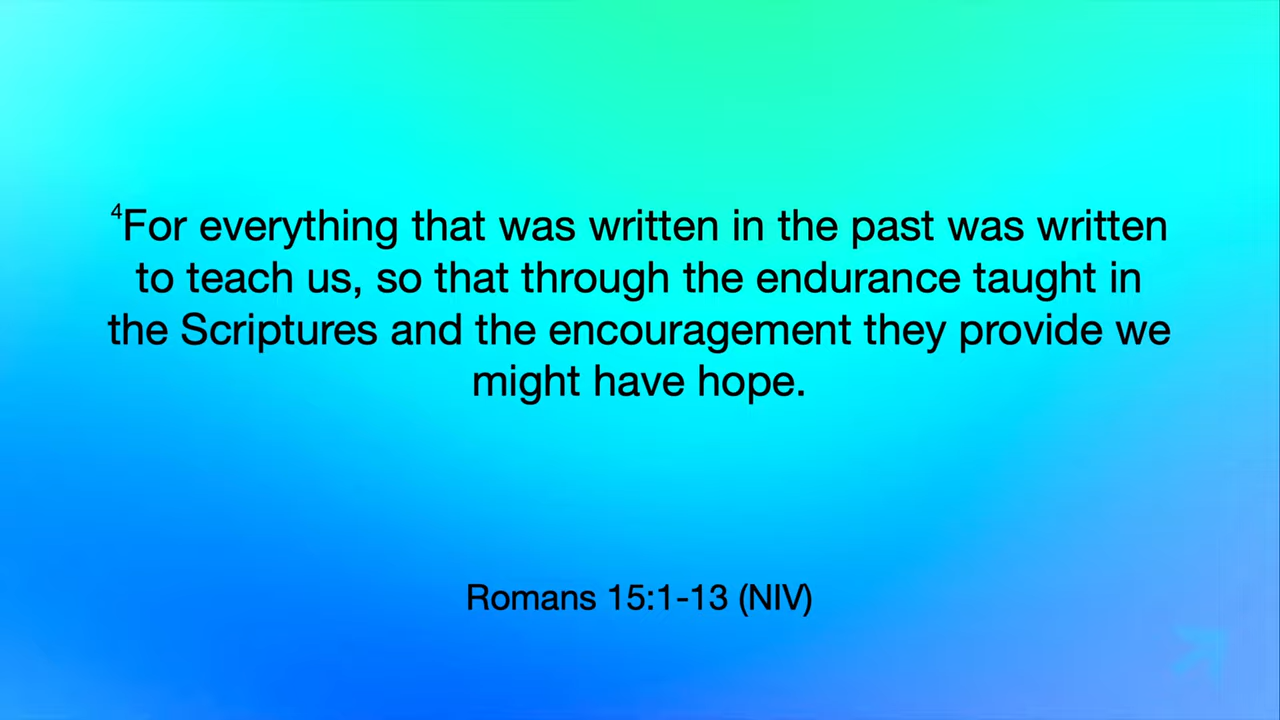 ⁴For everything that was written in the past was written
to teach us, so that through the endurance taught in
the Scriptures and the encouragement they provide we
might have hope.
Romans 15:1-13 (NIV)